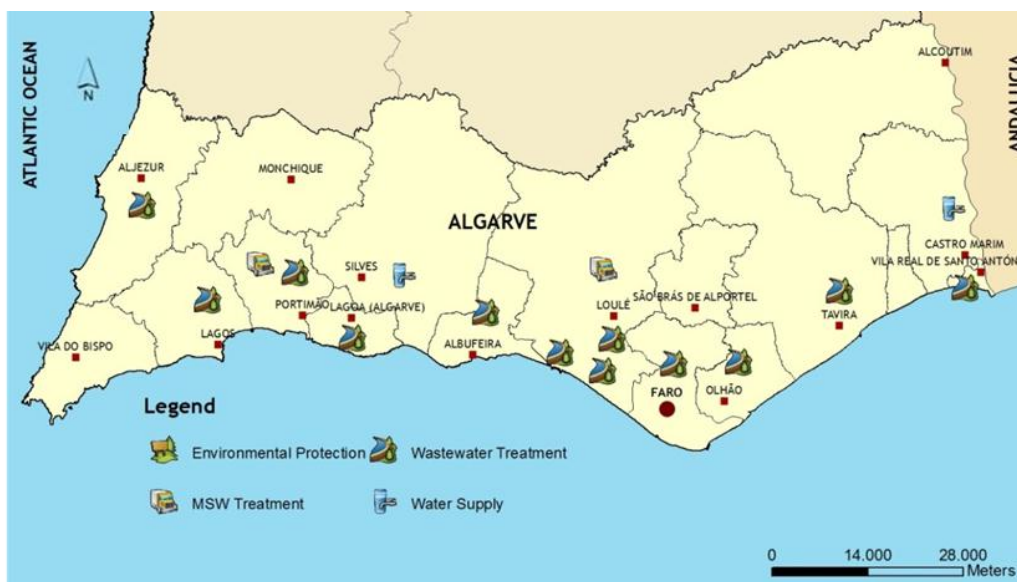 ATLANTIC OCEAN
N
ALCOUTIM
ANDALUCIA
ALJEZUR
MONCHIQUE
ALGARVE
CASTRO MARIM
VILA REAL DE SANTO ANTÓN
SILVES
PORTIMÃO
LAGOA (ALGARVE)
LOULÉ
SÃO BRÁS DE ALPORTEL
TAVIRA
VILA DO BISPO
LAGOS
ALBUFEIRA
FARO
OLHÃO
Legend
Environmental Protection
Wastewater Treatment
MSW Treatment
Water Supply
0 14.000 28.000
Meters